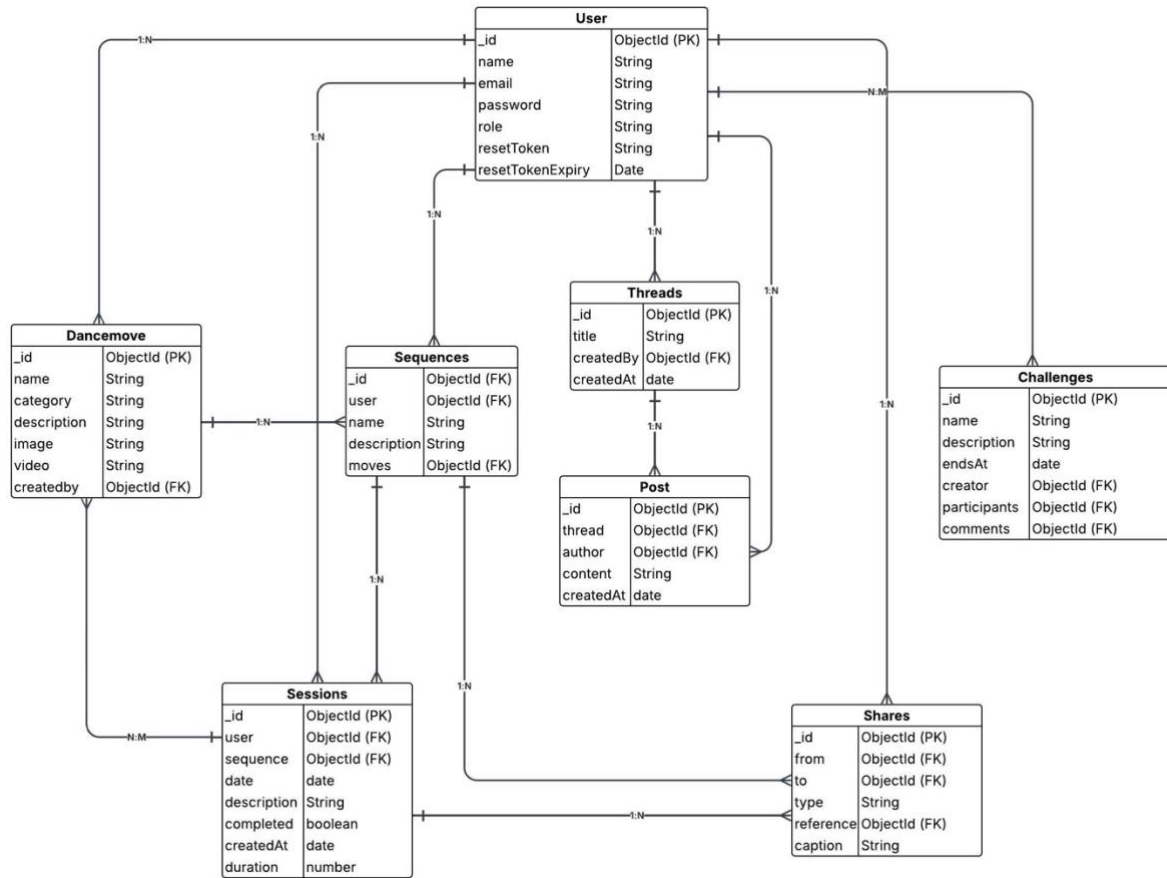 User
_id ObjectId (PK)
name String
email String
password String
role String
resetToken String
resetTokenExpiry Date
1:N
1:N
N:M
1:N
1:N
1:N
1:N
Threads
_id ObjectId (PK)
title String
createdBy ObjectId (FK)
createdAt date
Dancemove
_id ObjectId (PK)
name String
category String
description String
image String
video String
createdby ObjectId (FK)
1:N
Sequences
_id ObjectId (FK)
user ObjectId (FK)
name String
description String
moves ObjectId (FK)
1:N
Challenges
_id ObjectId (PK)
name String
description String
endsAt date
creator ObjectId (FK)
participants ObjectId (FK)
comments ObjectId (FK)
Post
_id ObjectId (PK)
thread ObjectId (FK)
author ObjectId (FK)
content String
createdAt date
1:N
1:N
N:M
Sessions
_id ObjectId (PK)
user ObjectId (FK)
sequence ObjectId (FK)
date date
description String
completed boolean
createdAt date
duration number
1:N
Shares
_id ObjectId (PK)
from ObjectId (FK)
to ObjectId (FK)
type String
reference ObjectId (FK)
caption String